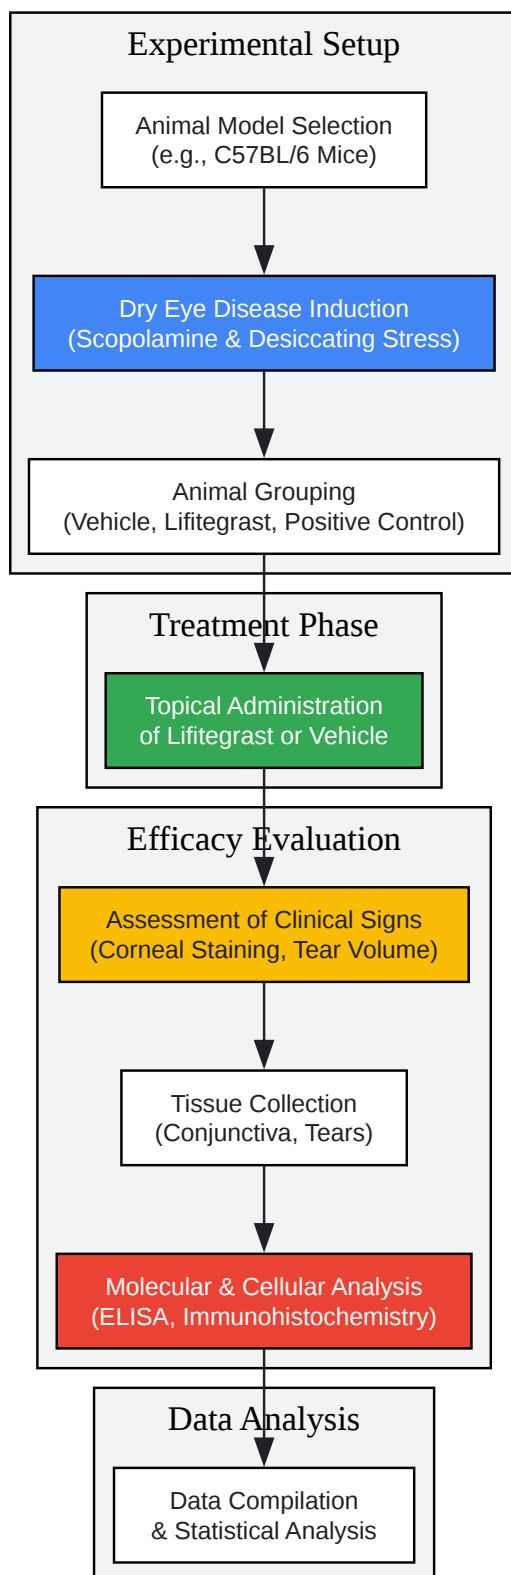 Experimental Setup
Animal Model Selection
(e.g., C57BL/6 Mice)
Dry Eye Disease Induction
(Scopolamine & Desiccating Stress)
Animal Grouping
(Vehicle, Lifitegrast, Positive Control)
Treatment Phase
Topical Administration
of Lifitegrast or Vehicle
Efficacy Evaluation
Assessment of Clinical Signs
(Corneal Staining, Tear Volume)
Tissue Collection
(Conjunctiva, Tears)
Molecular & Cellular Analysis
(ELISA, Immunohistochemistry)
Data Analysis
Data Compilation
& Statistical Analysis